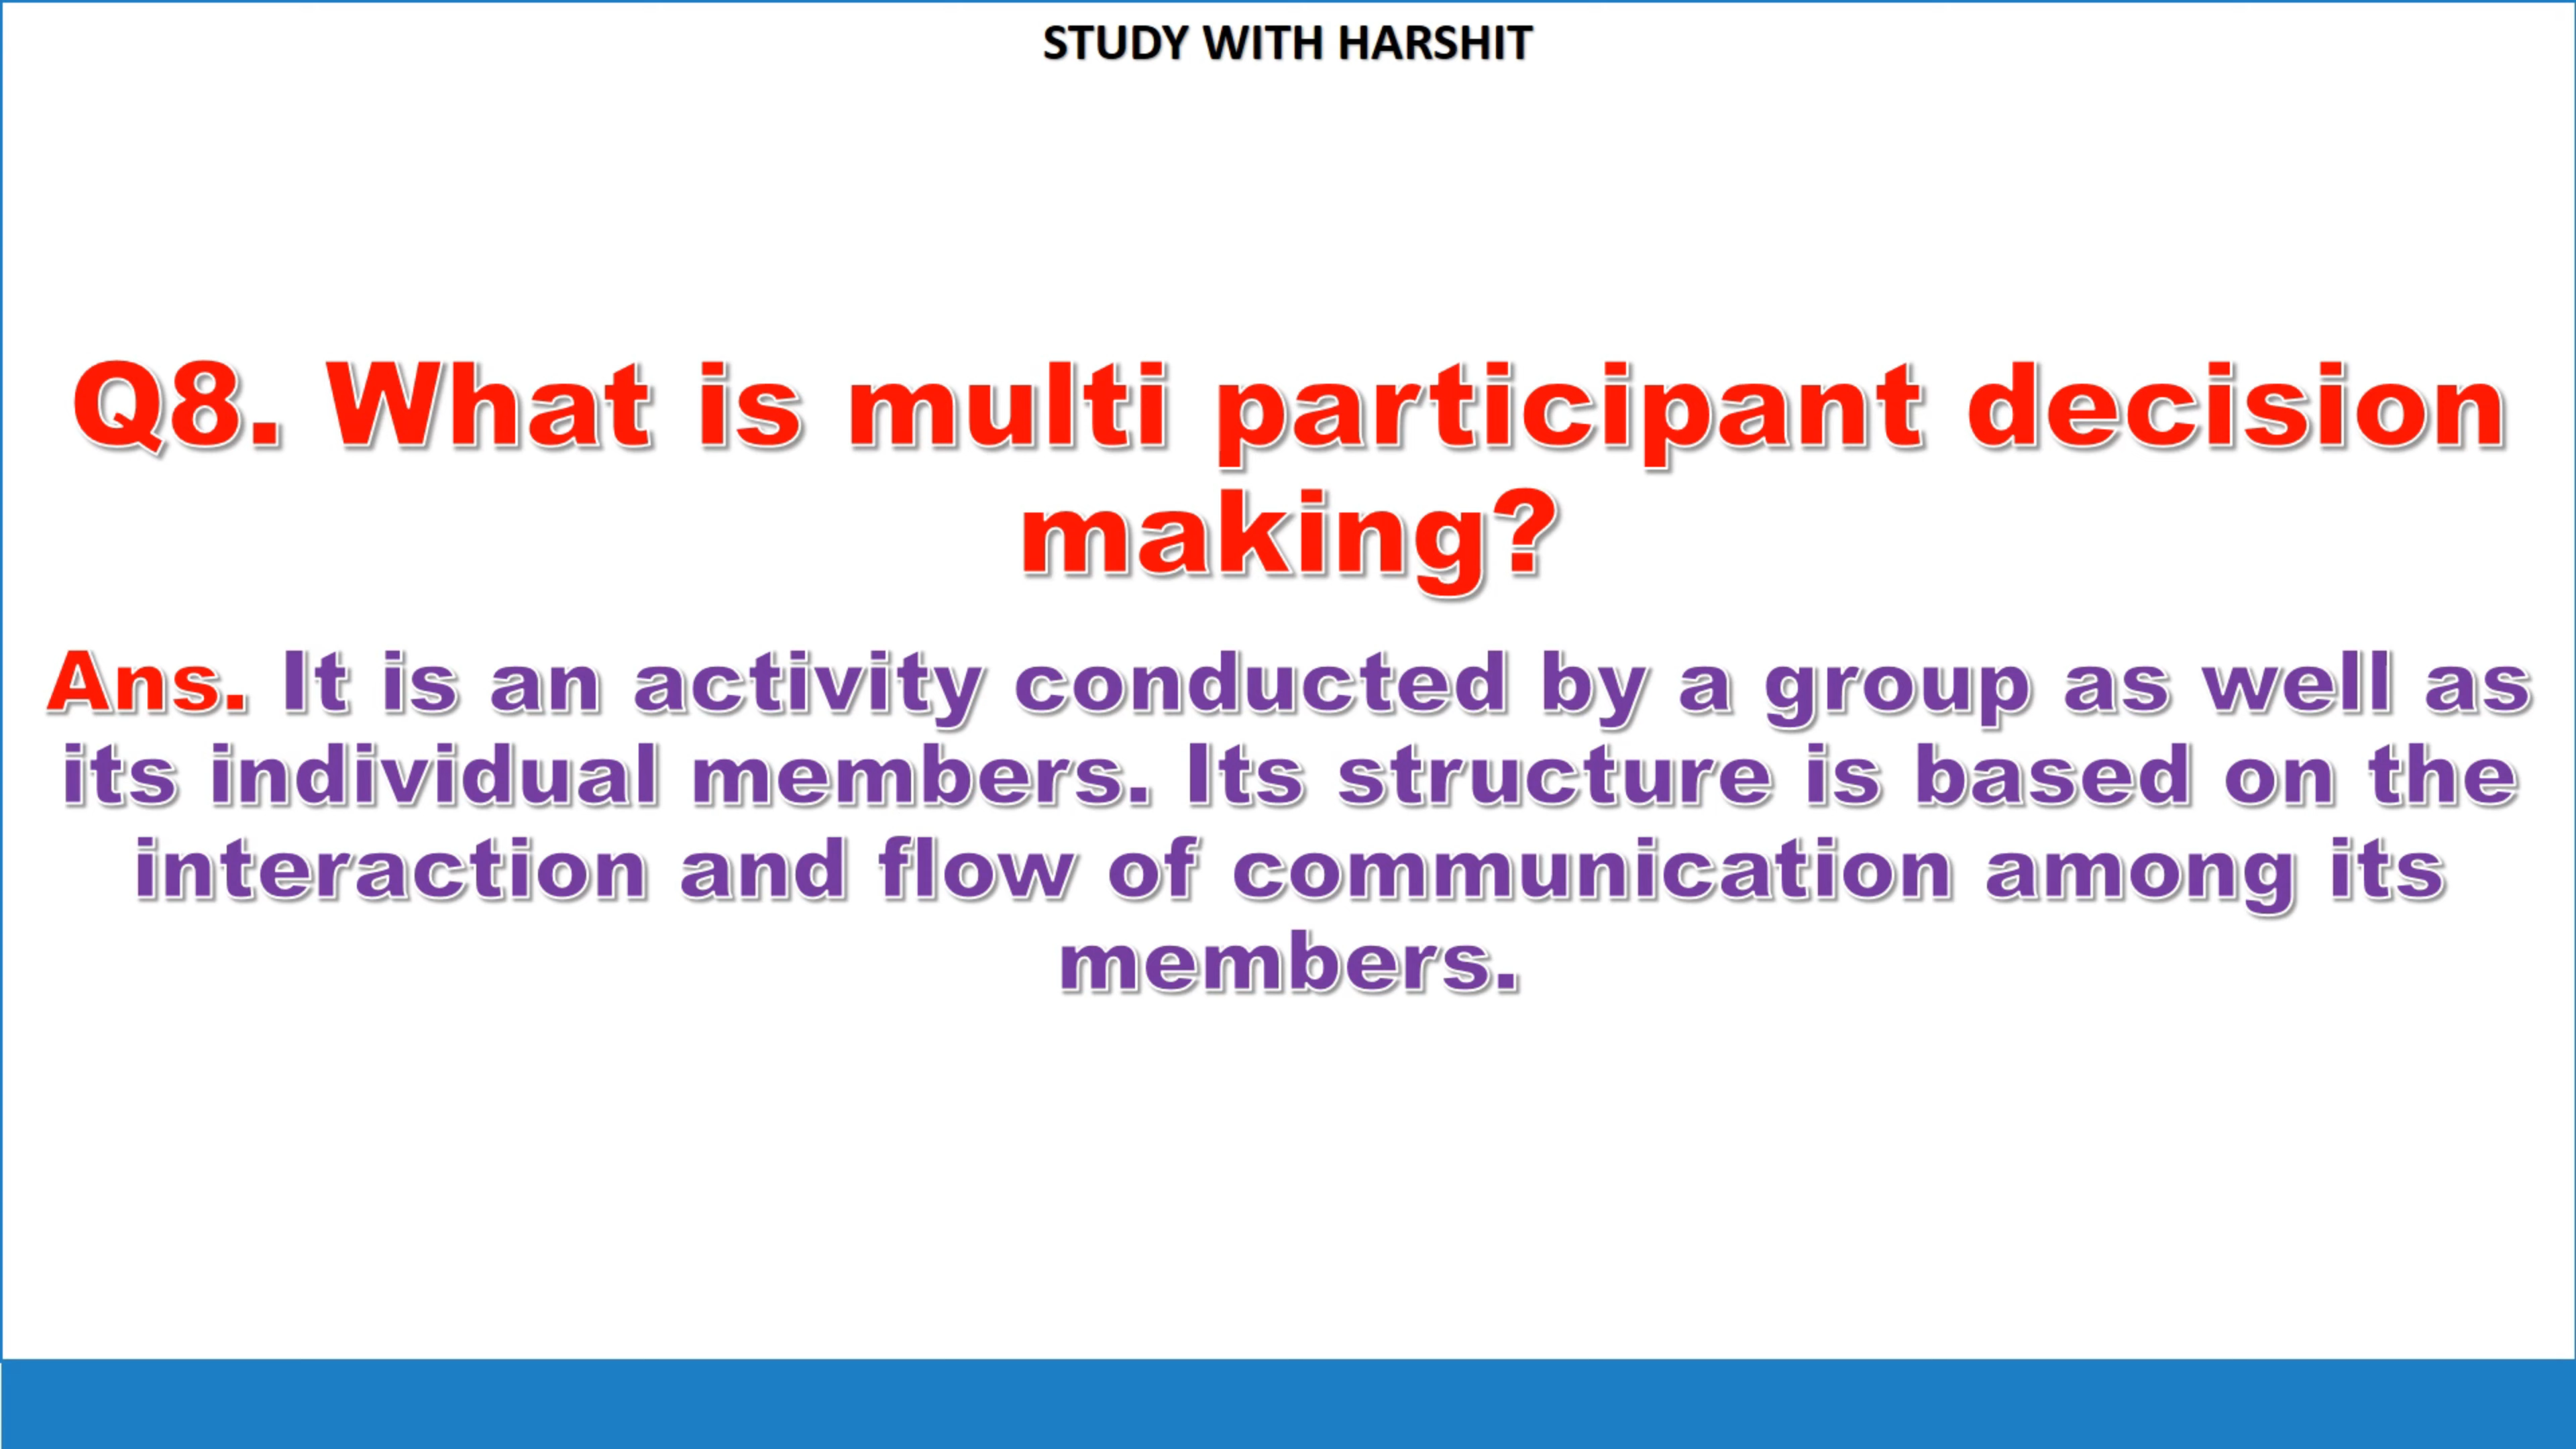 STUDY WITH HARSHIT
Q8. What is multi participant decision
making?
Ans. It is an activity conducted by a group as well as
its individual members. Its structure is based on the
interaction and flow of communication among its
members.